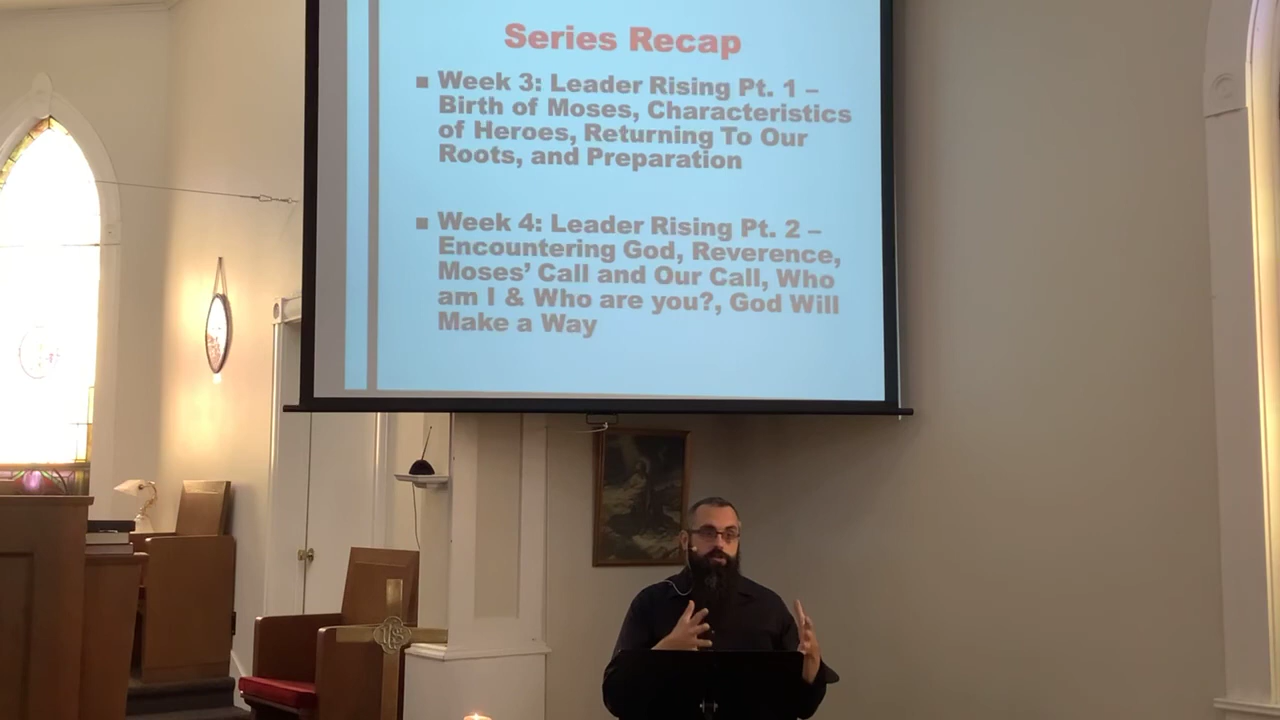 Series Recap
■ Week 3: Leader Rising Pt. 1 –
Birth of Moses, Characteristics
of Heroes, Returning To Our
Roots, and Preparation
■ Week 4: Leader Rising Pt. 2 –
Encountering God, Reverence,
Moses’ Call and Our Call, Who
am I & Who are you?, God Will
Make a Way
IHS